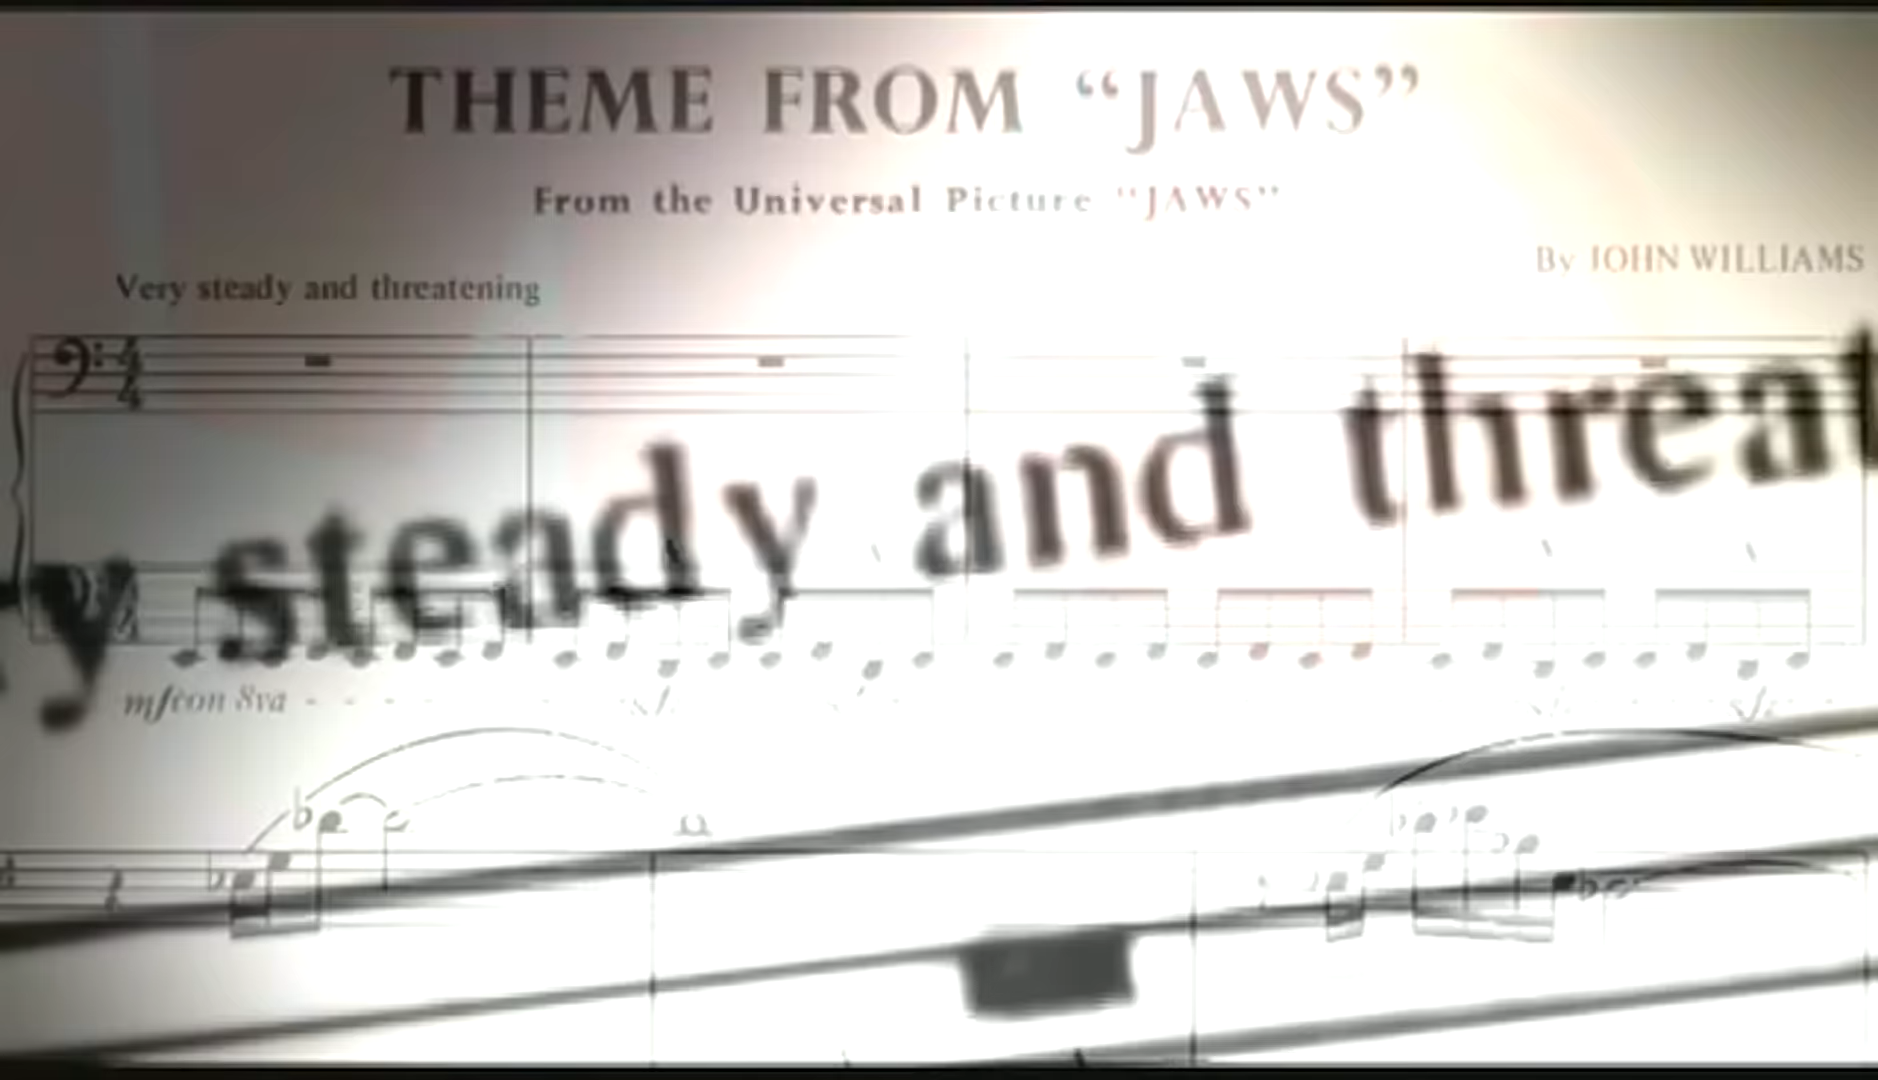 THEME FROM “JAWS”
From the Universal Picture “JAWS”
By JOHN WILLIAMS
Very steady and threatening
y steady and threat
mf con 8va - - - -